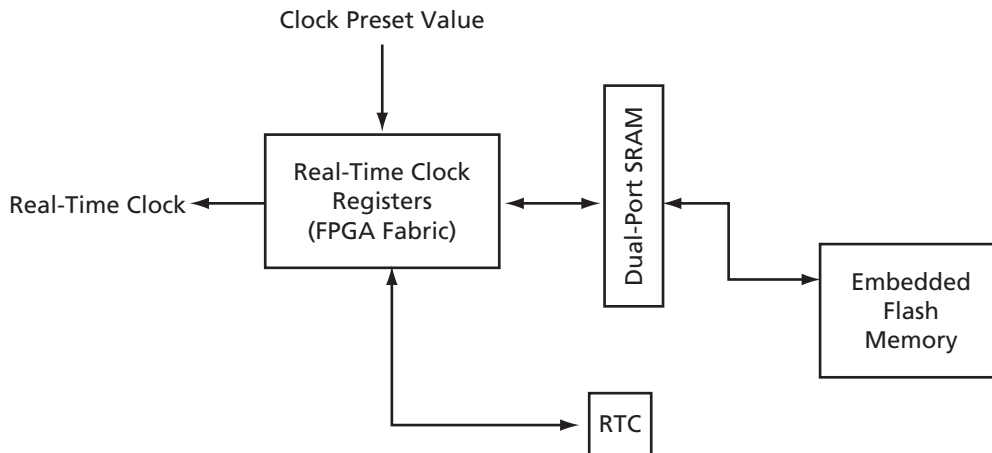 Clock Preset Value
Real-Time Clock
Registers
(FPGA Fabric)
Real-Time Clock
Dual-Port SRAM
Embedded
Flash
Memory
RTC